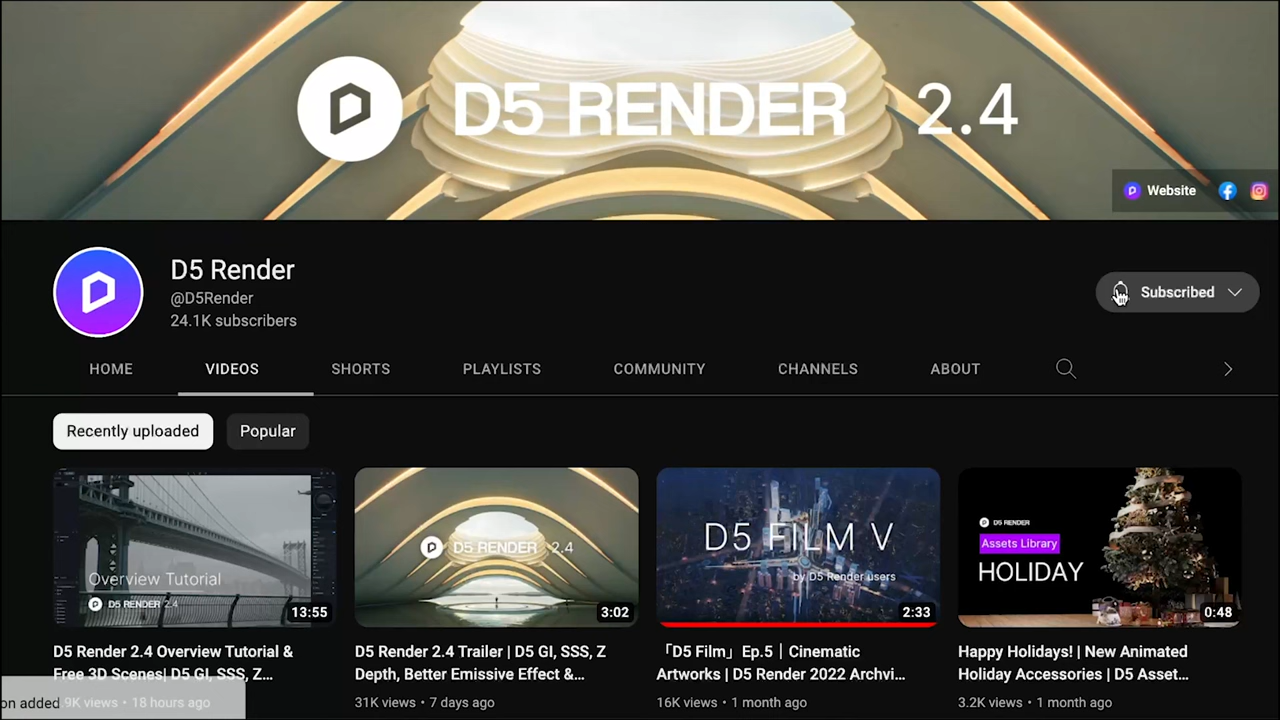 D5 RENDER 2.4
Website
D5 Render
@D5Render
24.1K subscribers
Subscribed
HOME VIDEOS SHORTS PLAYLISTS COMMUNITY CHANNELS ABOUT
Recently uploaded Popular
Overview Tutorial
D5 RENDER 2.4
13:55
D5 RENDER 2.4
3:02
D5 FILM V
by D5 Render users
2:33
D5 RENDER
Assets Library
HOLIDAY
0:48
D5 Render 2.4 Overview Tutorial &
Free 3D Scenes| D5 GI, SSS, Z...
.9K views • 18 hours ago
D5 Render 2.4 Trailer | D5 GI, SSS, Z
Depth, Better Emissive Effect &...
31K views • 7 days ago
「D5 Film」Ep.5｜Cinematic
Artworks | D5 Render 2022 Archvi...
16K views • 1 month ago
Happy Holidays! | New Animated
Holiday Accessories | D5 Asset...
3.2K views • 1 month ago
on added